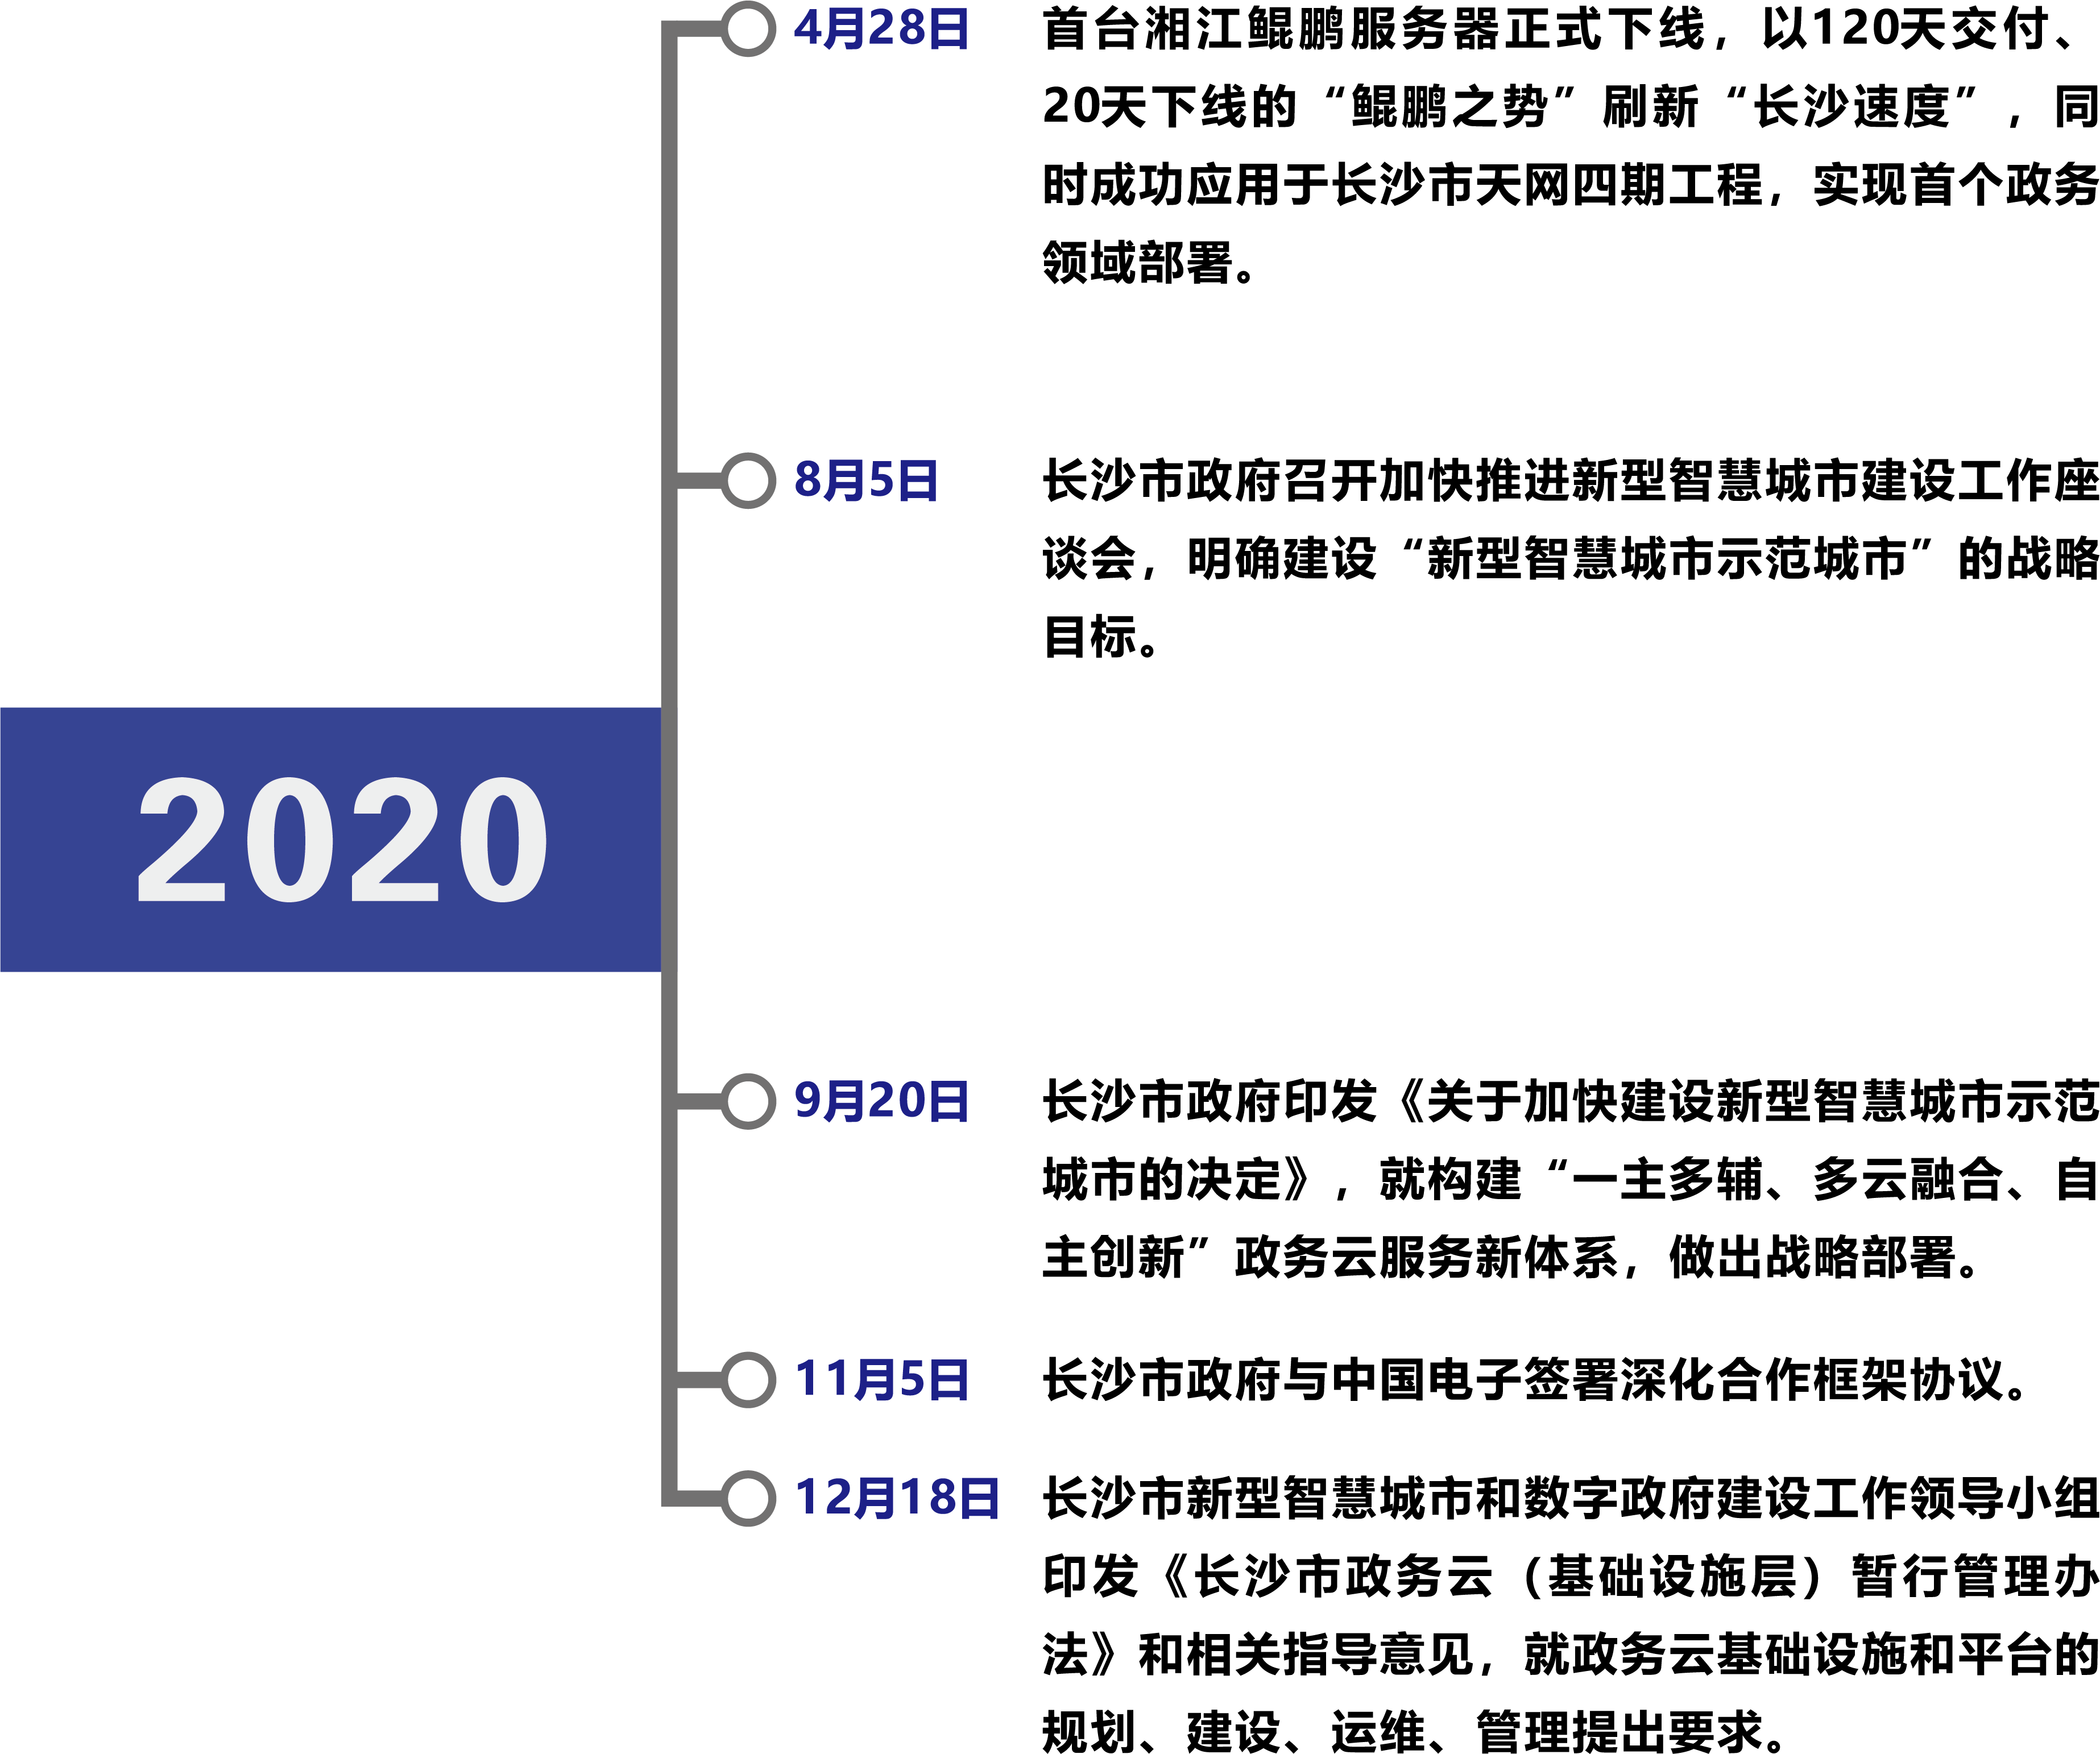 4月28日
首台湘江鲲鹏服务器正式下线，以120天交付、
20天下线的“鲲鹏之势”刷新“长沙速度”，同
时成功应用于长沙市天网四期工程，实现首个政务
领域部署。
8月5日
长沙市政府召开加快推进新型智慧城市建设工作座
谈会，明确建设“新型智慧城市示范城市”的战略
目标。
2020
9月20日
长沙市政府印发《关于加快建设新型智慧城市示范
城市的决定》，就构建“一主多辅、多云融合、自
主创新”政务云服务新体系，做出战略部署。
11月5日
长沙市政府与中国电子签署深化合作框架协议。
12月18日
长沙市新型智慧城市和数字政府建设工作领导小组
印发《长沙市政务云（基础设施层）暂行管理办
法》和相关指导意见，就政务云基础设施和平台的
规划、建设、运维、管理提出要求。